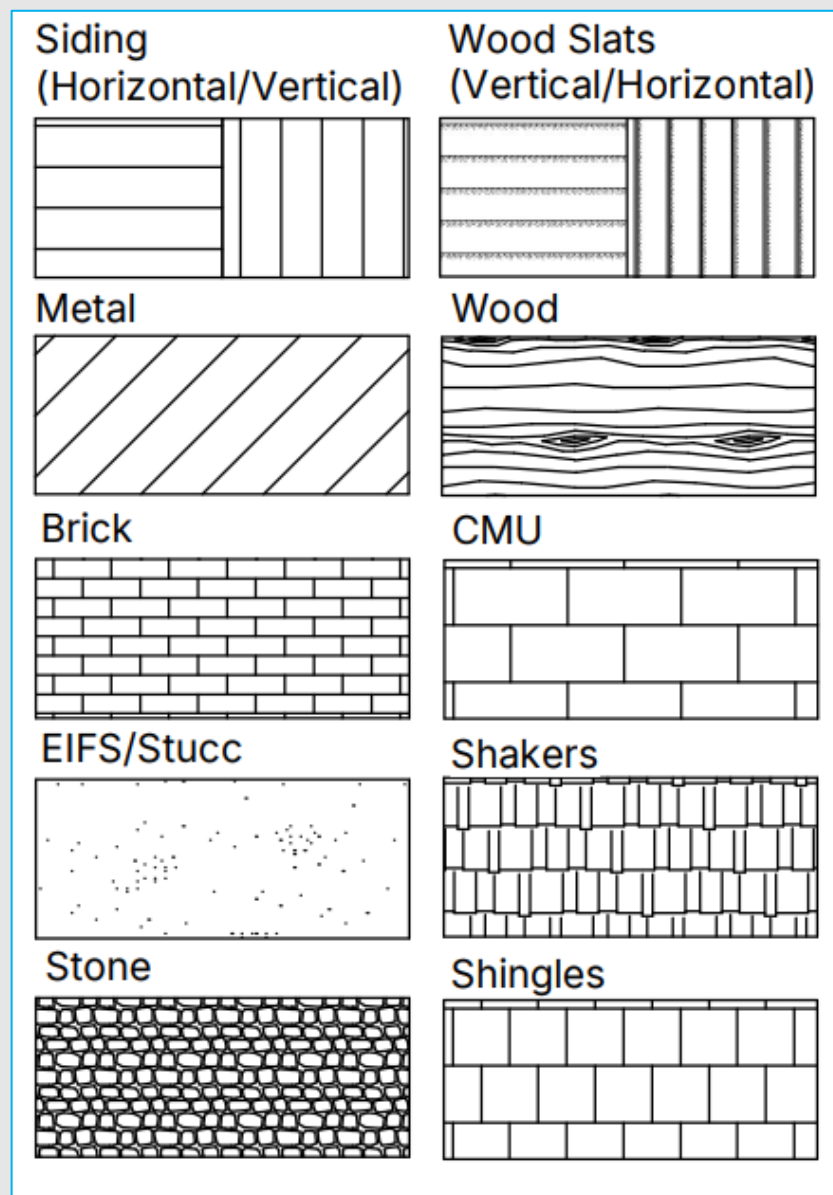 Siding
(Horizontal/Vertical)
Wood Slats
(Vertical/Horizontal)
Metal
Wood
Brick
CMU
EIFS/Stucc
Shakers
Stone
Shingles